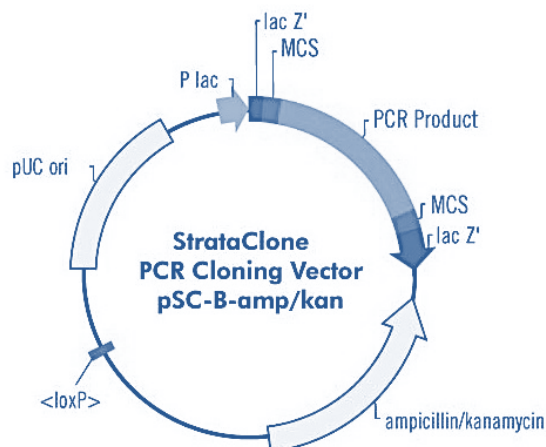 lac Z'
MCS
P lac
PCR Product
pUC ori
MCS
lac Z'
StrataClone
PCR Cloning Vector
pSC-B-amp/kan
<loxP>
ampicillin/kanamycin